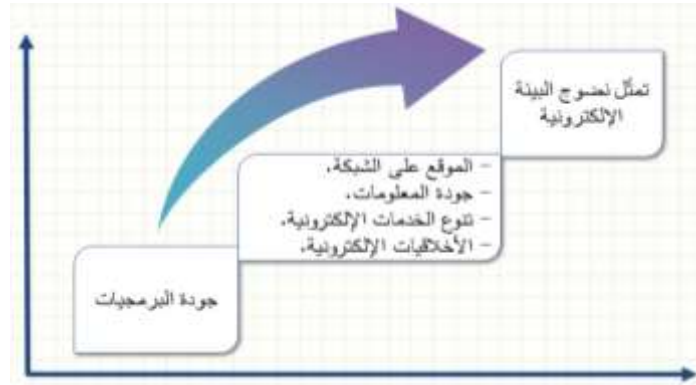 تمثّل نضوج البيئة
الإلكترونية
- الموقع على الشبكة،
- جودة المعلومات،
- تنوع الخدمات الإلكترونية،
- الأخلاقيات الإلكترونية،
جودة البرمجيات